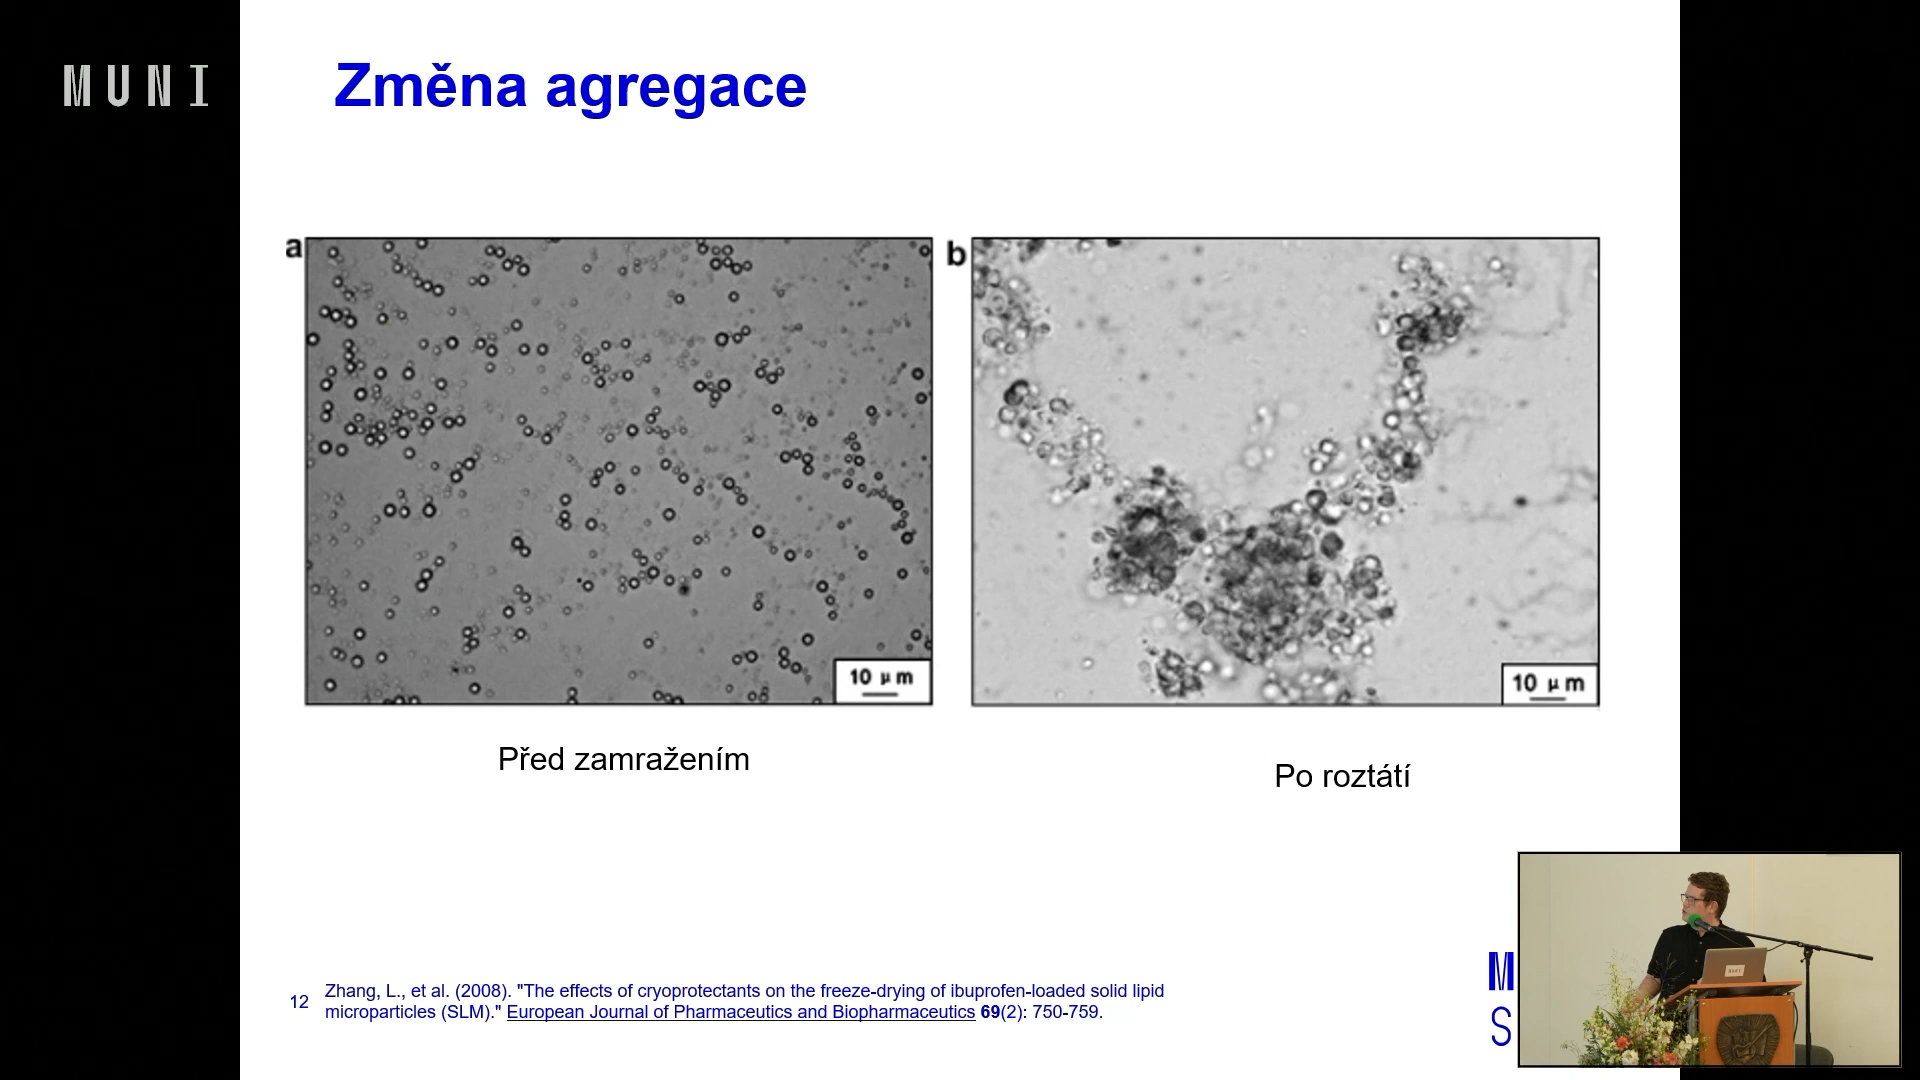 MUNI
Změna agregace
a
b
10 μm
10 μm
Před zamražením
Po roztátí
12
Zhang, L., et al. (2008). "The effects of cryoprotectants on the freeze-drying of ibuprofen-loaded solid lipid
microparticles (SLM)." European Journal of Pharmaceutics and Biopharmaceutics 69(2): 750-759.
M
S
MUNI